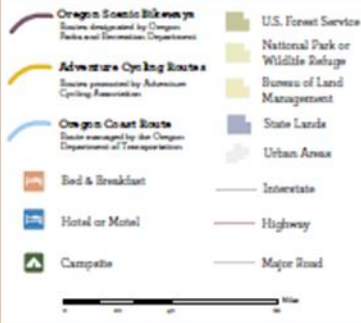 Oregon Scenic Bikeways
Routes designated by Oregon
Parks and Recreation Department
Adventure Cycling Routes
Routes promoted by Adventure
Cycling Association
Oregon Coast Route
Route managed by the Oregon
Department of Transportation
Bed & Breakfast
Hotel or Motel
Campsite
U.S. Forest Service
National Park or
Wildlife Refuge
Bureau of Land
Management
State Lands
Urban Areas
Interstate
Highway
Major Road
Miles